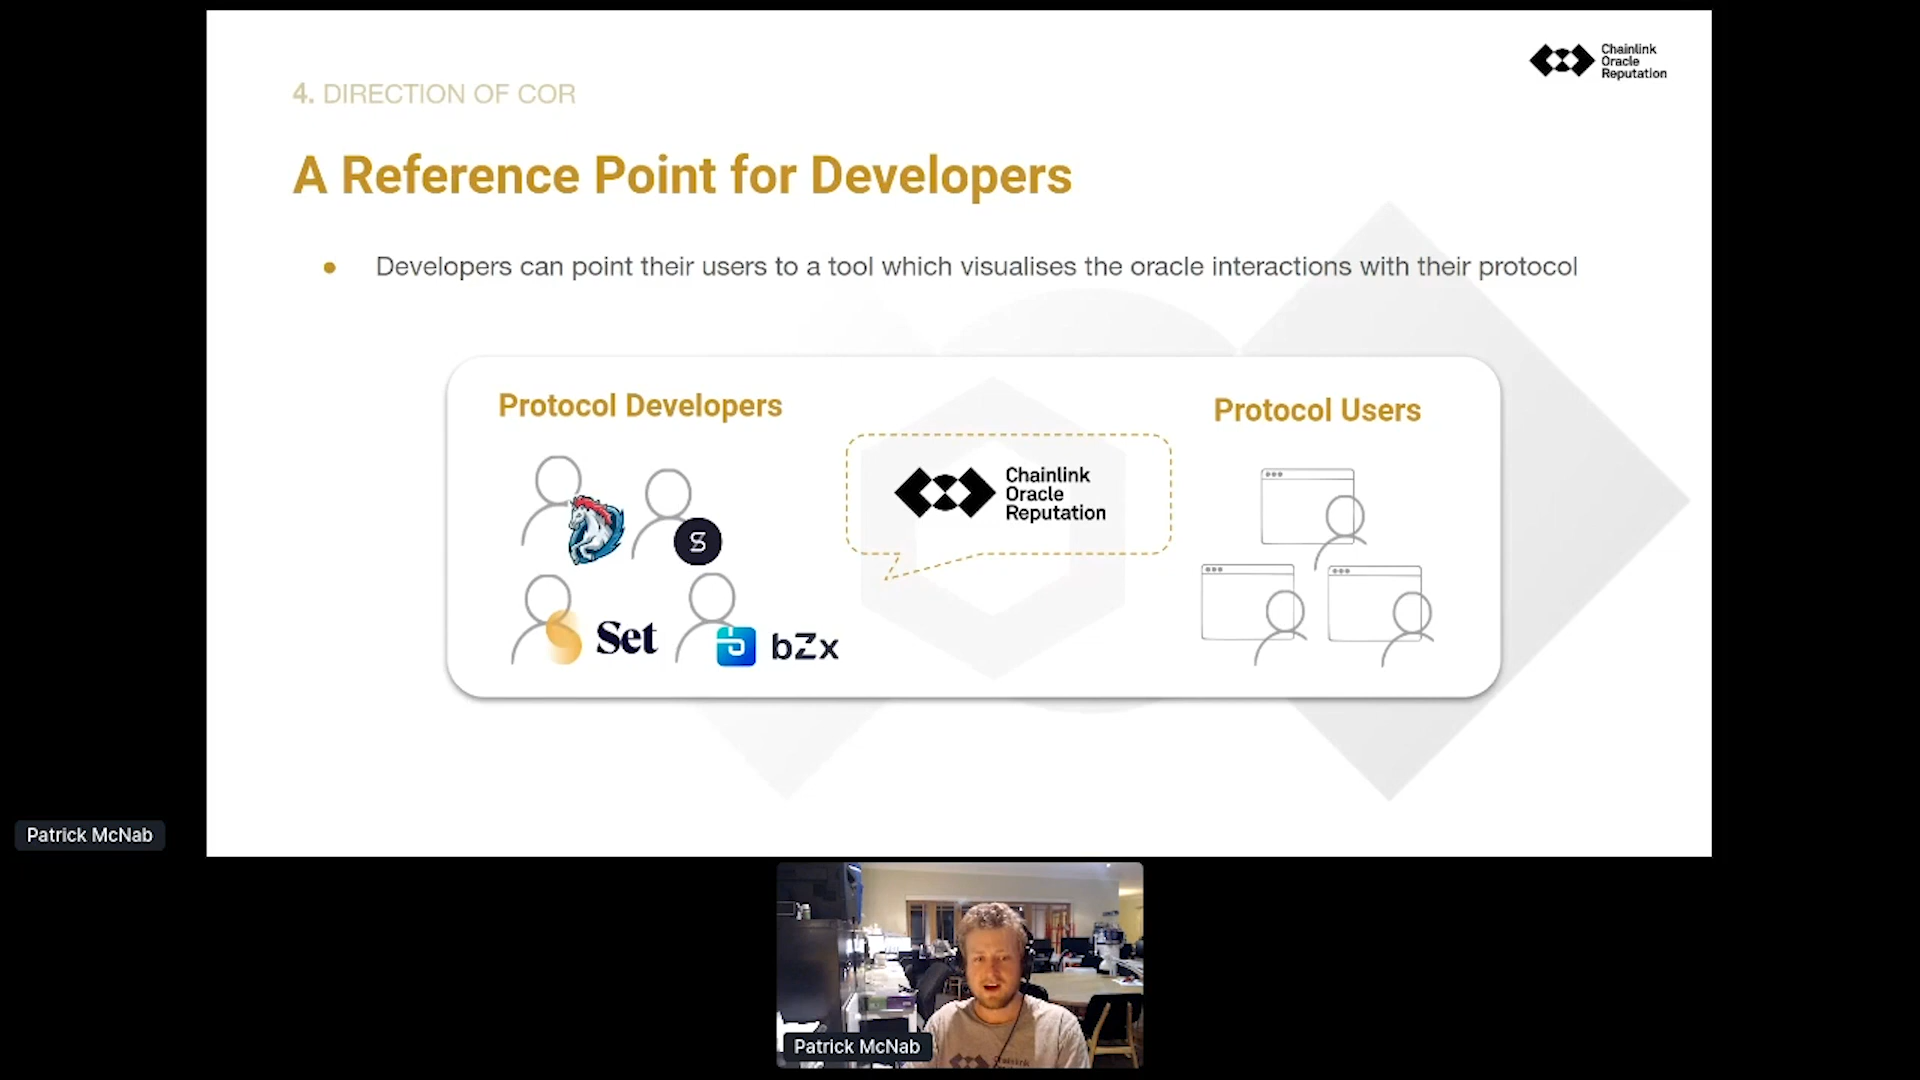 Chainlink
Oracle
Reputation
4. DIRECTION OF COR
A Reference Point for Developers
Developers can point their users to a tool which visualises the oracle interactions with their protocol
Protocol Developers
Protocol Users
Chainlink
Oracle
Reputation
S
Set
bZx
Patrick McNab
Patrick McNab
Chainlink